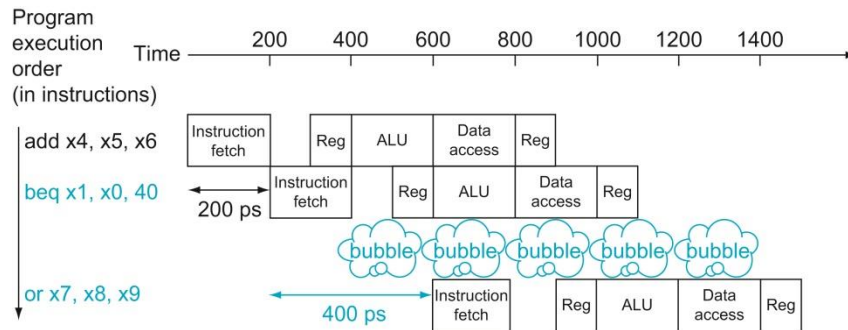 Program
execution
order
(in instructions)
Time
200 400 600 800 1000 1200 1400
add x4, x5, x6
Instruction
fetch
Reg
ALU
Data
access
Reg
beq x1, x0, 40
200 ps
Instruction
fetch
Reg
ALU
Data
access
Reg
bubble bubble bubble bubble bubble
or x7, x8, x9
400 ps
Instruction
fetch
Reg
ALU
Data
access
Reg